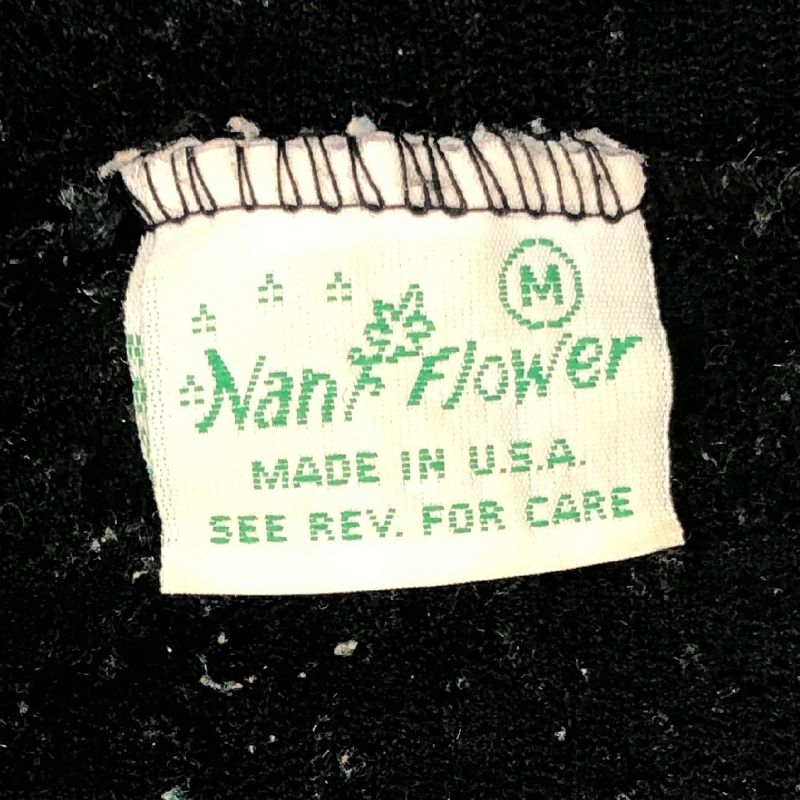 M
Nani Flower
MADE IN U.S.A.
SEE REV. FOR CARE